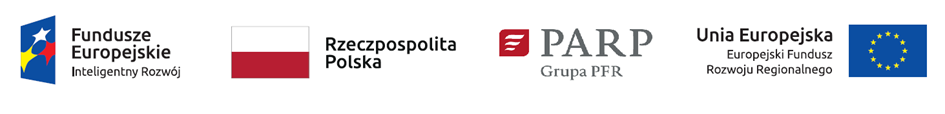 Fundusze
Europejskie
Inteligentny Rozwój
Rzeczpospolita
Polska
PARP
Grupa PFR
Unia Europejska
Europejski Fundusz
Rozwoju Regionalnego